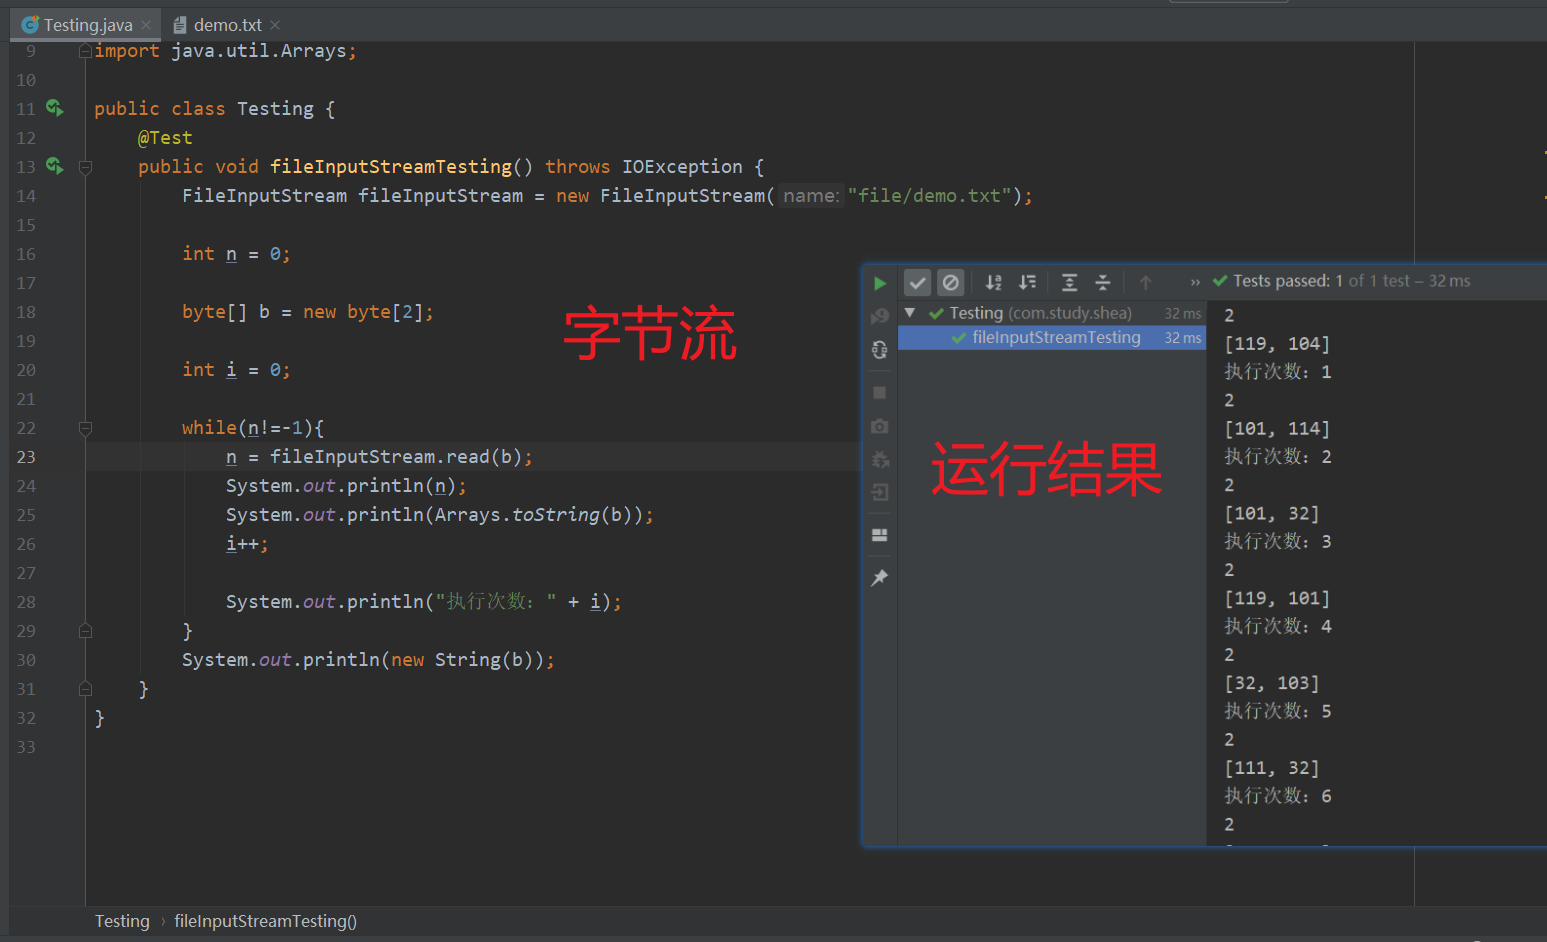 Testing.java
demo.txt
9 import java.util.Arrays;
10
11 public class Testing {
12 @Test
13 public void fileInputStreamTesting() throws IOException {
14 FileInputStream fileInputStream = new FileInputStream( name: "file/demo.txt");
15
16 int n = 0;
17
18 byte[] b = new byte[2];
19
20 int i = 0;
21
22 while(n!=-1){
23 n = fileInputStream.read(b);
24 System.out.println(n);
25 System.out.println(Arrays.toString(b));
26 i++;
27
28 System.out.println("执行次数：" + i);
29 }
30 System.out.println(new String(b));
31 }
32 }
33
字节流
» Tests passed: 1 of 1 test – 32 ms
Testing (com.study.shea) 32 ms
fileInputStreamTesting 32 ms
运行结果
2
[119, 104]
执行次数：1
2
[101, 114]
执行次数：2
2
[101, 32]
执行次数：3
2
[119, 101]
执行次数：4
2
[32, 103]
执行次数：5
2
[111, 32]
执行次数：6
2
Testing › fileInputStreamTesting()